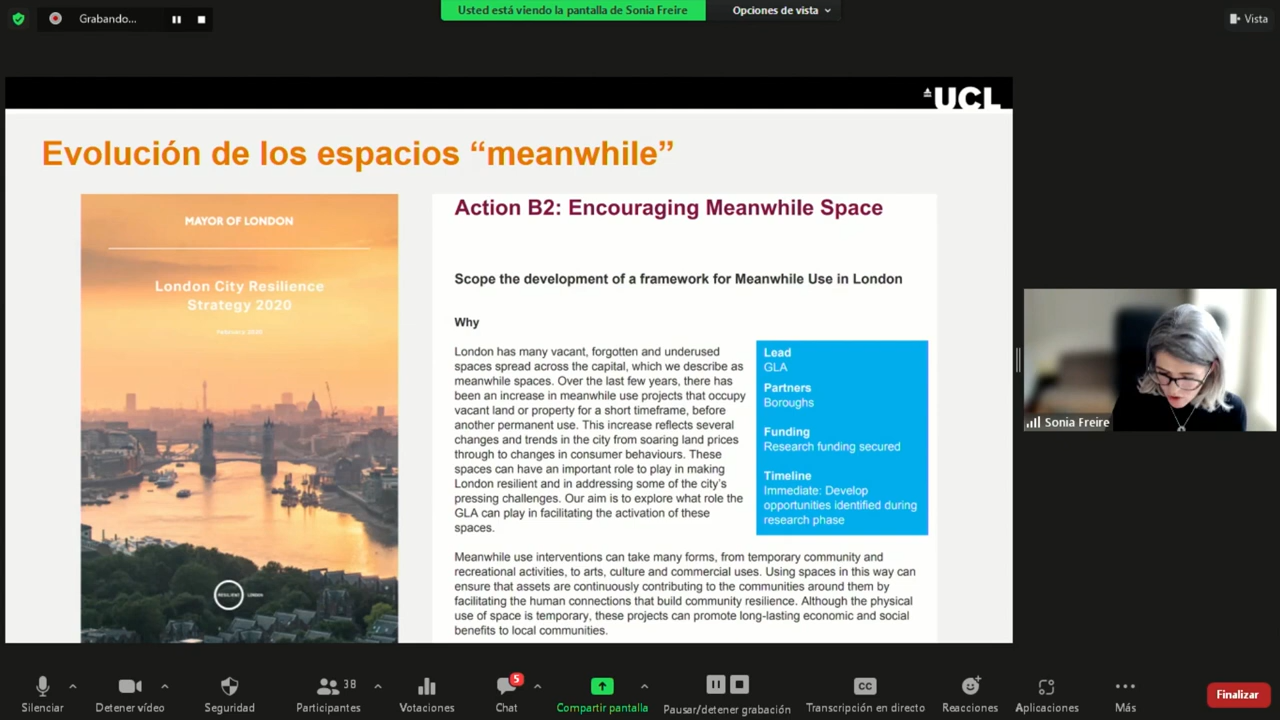 Grabando...
Usted está viendo la pantalla de Sonia Freire
Opciones de vista
Vista
UCL
Evolución de los espacios “meanwhile”
MAYOR OF LONDON
London City Resilience
Strategy 2020
February 2020
RESILIENT LONDON
Action B2: Encouraging Meanwhile Space
Scope the development of a framework for Meanwhile Use in London
Why
London has many vacant, forgotten and underused
spaces spread across the capital, which we describe as
meanwhile spaces. Over the last few years, there has
been an increase in meanwhile use projects that occupy
vacant land or property for a short timeframe, before
another permanent use. This increase reflects several
changes and trends in the city from soaring land prices
through to changes in consumer behaviours. These
spaces can have an important role to play in making
London resilient and in addressing some of the city’s
pressing challenges. Our aim is to explore what role the
GLA can play in facilitating the activation of these
spaces.
Lead
GLA
Partners
Boroughs
Funding
Research funding secured
Timeline
Immediate: Develop
opportunities identified during
research phase
Meanwhile use interventions can take many forms, from temporary community and
recreational activities, to arts, culture and commercial uses. Using spaces in this way can
ensure that assets are continuously contributing to the communities around them by
facilitating the human connections that build community resilience. Although the physical
use of space is temporary, these projects can promote long-lasting economic and social
benefits to local communities.
Sonia Freire
Silenciar
Detener vídeo
Seguridad
38
Participantes
Votaciones
5
Chat
Compartir pantalla
Pausar/detener grabación
CC
Transcripción en directo
Reacciones
Aplicaciones
Más
Finalizar